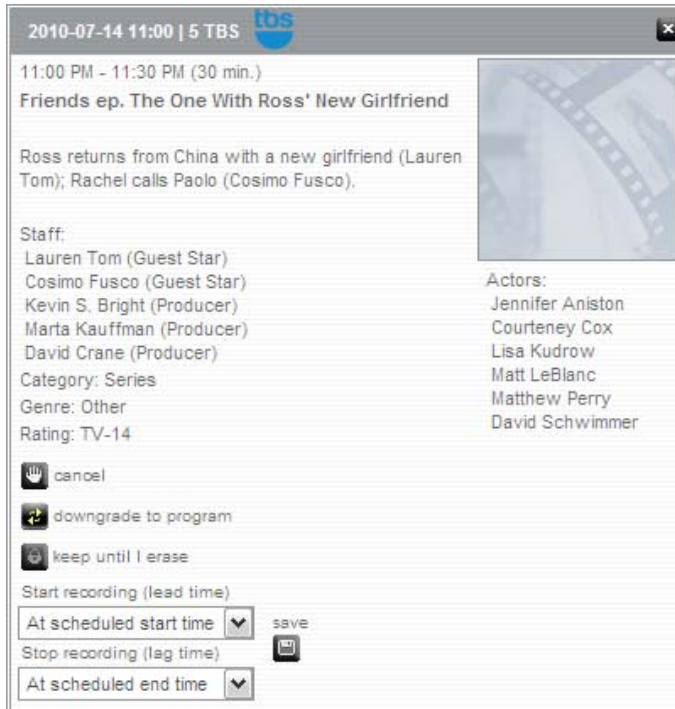 2010-07-14 11:00 | 5 TBS
tbs
11:00 PM - 11:30 PM (30 min.)
Friends ep. The One With Ross' New Girlfriend
Ross returns from China with a new girlfriend (Lauren
Tom); Rachel calls Paolo (Cosimo Fusco).
Staff:
Lauren Tom (Guest Star)
Cosimo Fusco (Guest Star)
Kevin S. Bright (Producer)
Marta Kauffman (Producer)
David Crane (Producer)
Category: Series
Genre: Other
Rating: TV-14
Actors:
Jennifer Aniston
Courteney Cox
Lisa Kudrow
Matt LeBlanc
Matthew Perry
David Schwimmer
cancel
downgrade to program
keep until I erase
Start recording (lead time)
At scheduled start time
save
Stop recording (lag time)
At scheduled end time